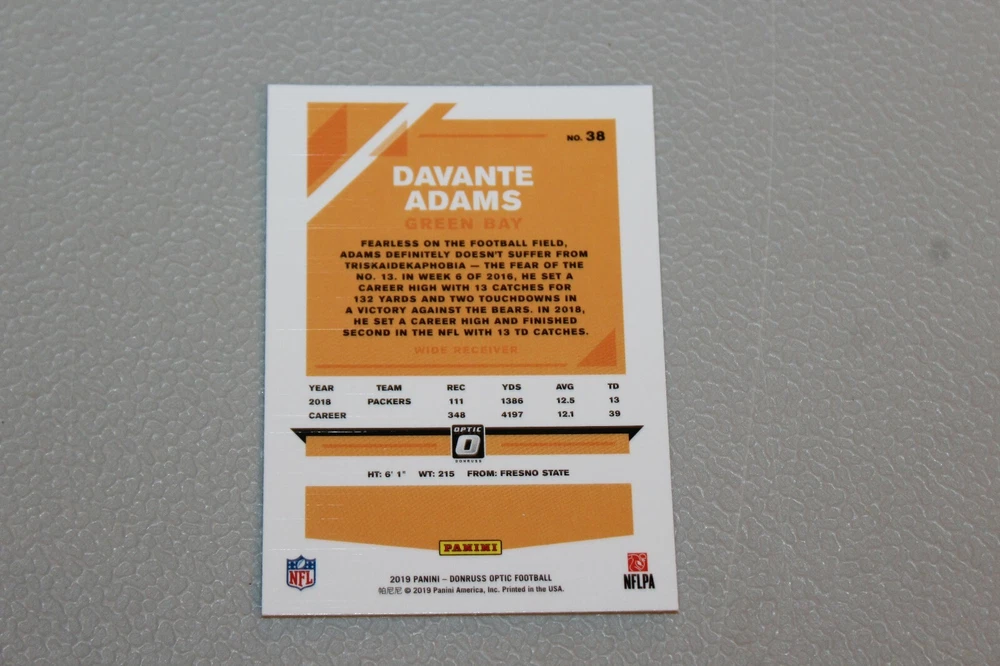 NO. 38
DAVANTE
ADAMS
GREEN BAY
FEARLESS ON THE FOOTBALL FIELD,
ADAMS DEFINITELY DOESN'T SUFFER FROM
TRISKAIDEKAPHOBIA — THE FEAR OF THE
NO. 13. IN WEEK 6 OF 2016, HE SET A
CAREER HIGH WITH 13 CATCHES FOR
132 YARDS AND TWO TOUCHDOWNS IN
A VICTORY AGAINST THE BEARS. IN 2018,
HE SET A CAREER HIGH AND FINISHED
SECOND IN THE NFL WITH 13 TD CATCHES.
WIDE RECEIVER
YEAR TEAM REC YDS AVG TD
2018 PACKERS 111 1386 12.5 13
CAREER 348 4197 12.1 39
OPTIC
O
DONRUSS
HT: 6' 1" WT: 215 FROM: FRESNO STATE
PANINI
NFL
NFLPA
2019 PANINI – DONRUSS OPTIC FOOTBALL
帕尼尼 © 2019 Panini America, Inc. Printed in the USA.